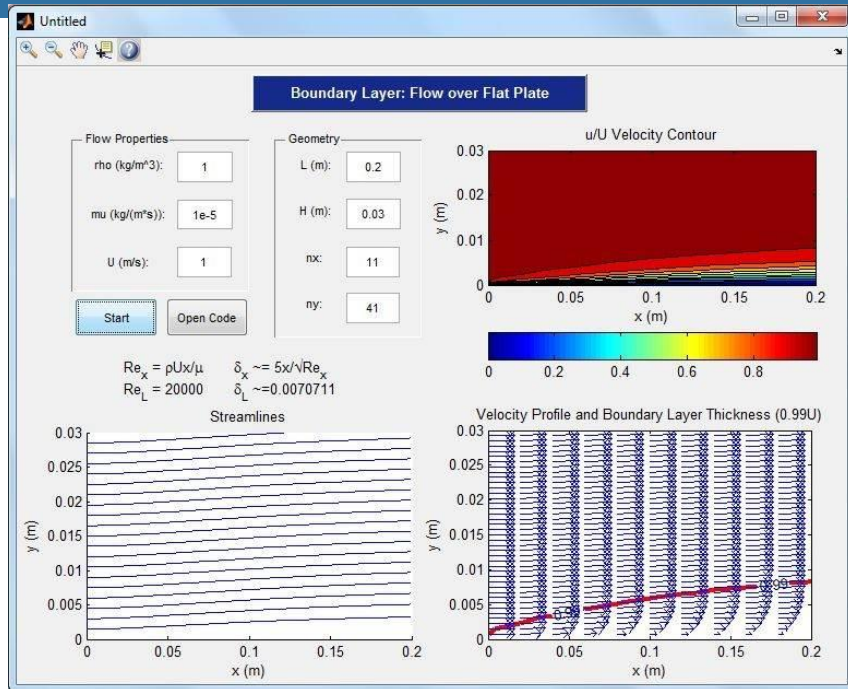 Untitled
Boundary Layer: Flow over Flat Plate
Flow Properties
rho (kg/m^3):
1
mu (kg/(m*s)):
1e-5
U (m/s):
1
Geometry
L (m):
0.2
H (m):
0.03
nx:
11
ny:
41
Start
Open Code
Re_x = ρUx/μ δ_x ~= 5x/√Re_x
Re_L = 20000 δ_L ~=0.0070711
u/U Velocity Contour
0.03
0.02
0.01
0
y (m)
0 0.05 0.1 0.15 0.2
x (m)
0 0.2 0.4 0.6 0.8
Streamlines
0.03
0.025
0.02
0.015
0.01
0.005
0
y (m)
0 0.05 0.1 0.15 0.2
x (m)
Velocity Profile and Boundary Layer Thickness (0.99U)
0.03
0.025
0.02
0.015
0.01
0.005
0
y (m)
0.99
0.99
0 0.05 0.1 0.15 0.2
x (m)